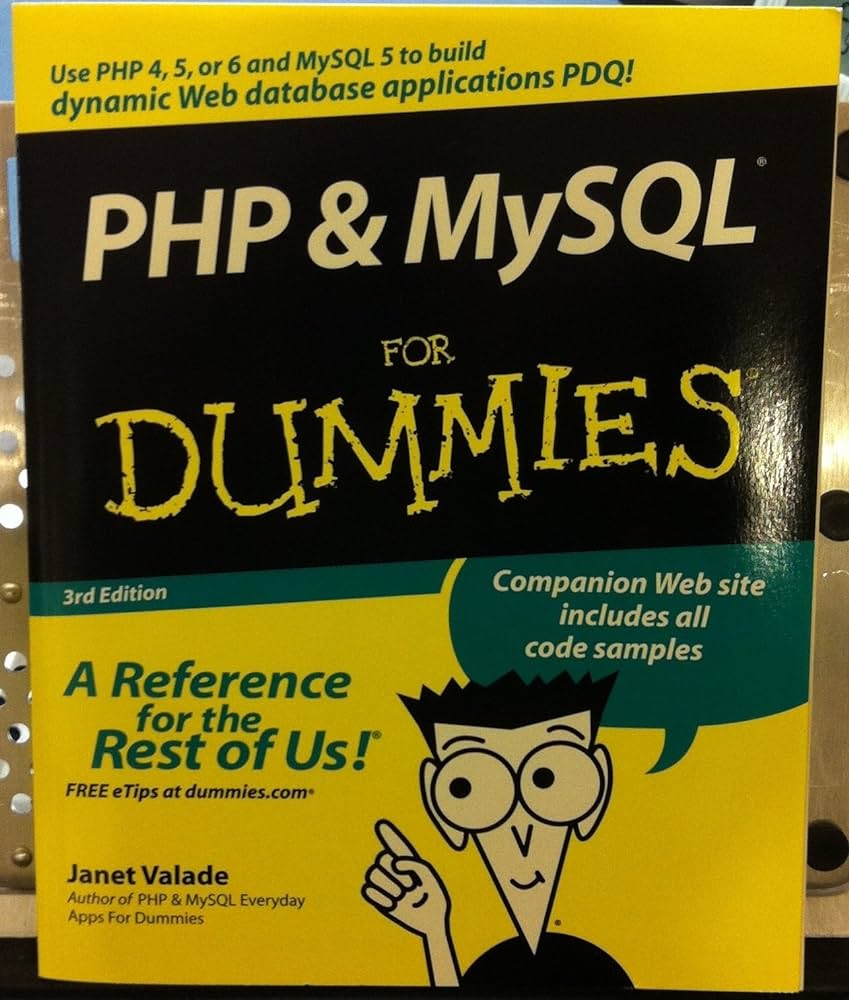 Use PHP 4, 5, or 6 and MySQL 5 to build
dynamic Web database applications PDQ!
PHP & MySQL®
FOR
DUMMIES®
3rd Edition
Companion Web site
includes all
code samples
A Reference
for the
Rest of Us!®
FREE eTips at dummies.com®
Janet Valade
Author of PHP & MySQL Everyday
Apps For Dummies